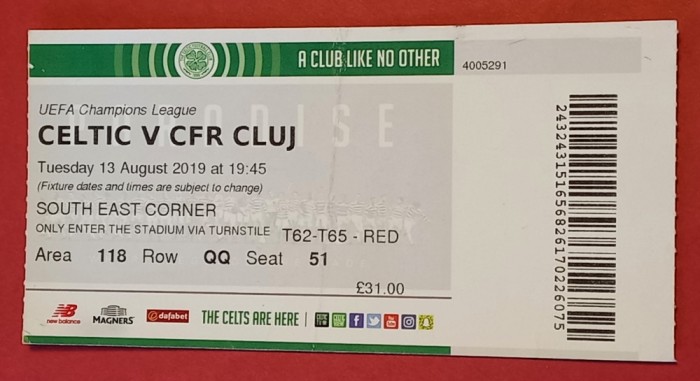 A CLUB LIKE NO OTHER
4005291
PARADISE
UEFA Champions League
CELTIC V CFR CLUJ
Tuesday 13 August 2019 at 19:45
(Fixture dates and times are subject to change)
SOUTH EAST CORNER
ONLY ENTER THE STADIUM VIA TURNSTILE T62-T65 - RED
Area 118 Row QQ Seat 51
£31.00
new balance MAGNERS dafabet THE CELTS ARE HERE
243243151656826170226075